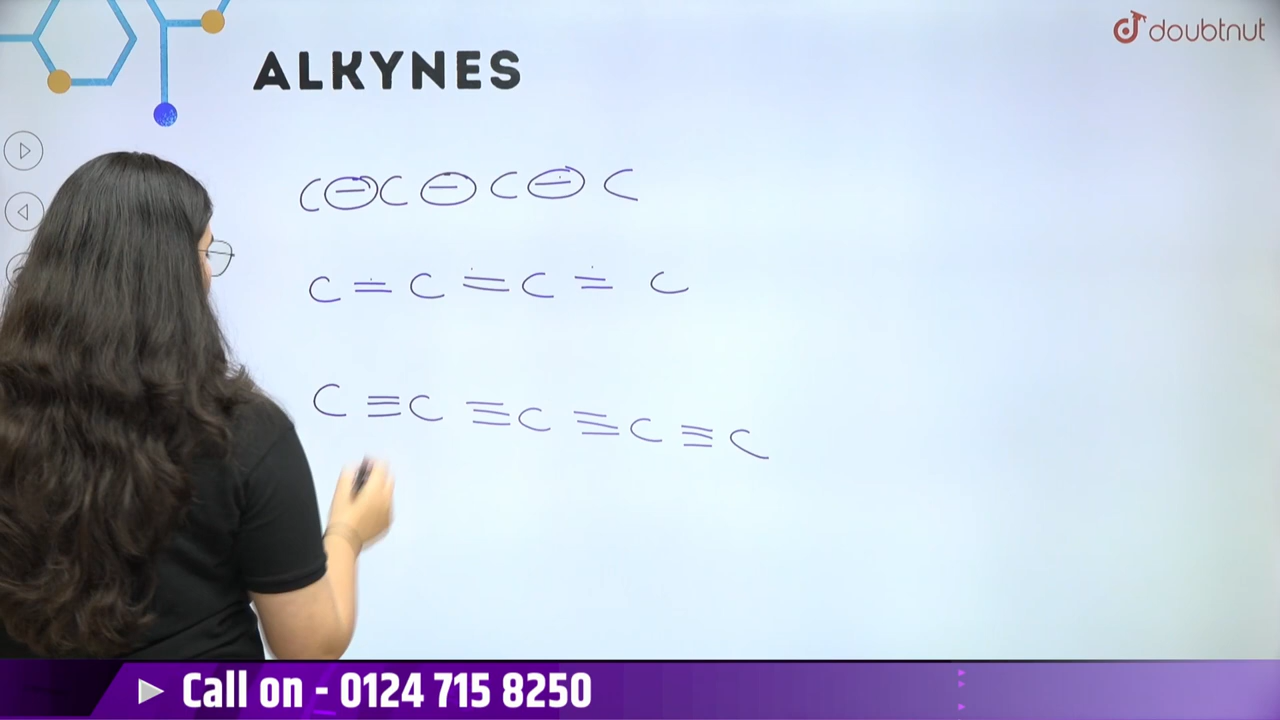 doubtnut
ALKYNES
C - C - C - C
C = C = C = C
C ≡ C ≡ C ≡ C ≡ C
Call on - 0124 715 8250